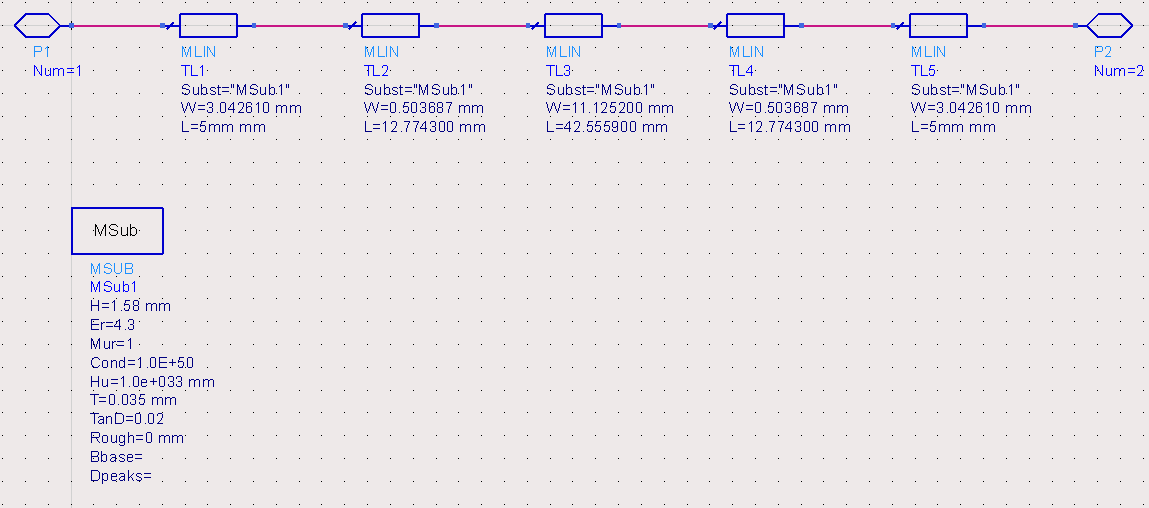 P1
Num=1
MLIN
TL1
Subst="MSub1"
W=3.042610 mm
L=5mm mm
MLIN
TL2
Subst="MSub1"
W=0.503687 mm
L=12.774300 mm
MLIN
TL3
Subst="MSub1"
W=11.125200 mm
L=42.555900 mm
MLIN
TL4
Subst="MSub1"
W=0.503687 mm
L=12.774300 mm
MLIN
TL5
Subst="MSub1"
W=3.042610 mm
L=5mm mm
P2
Num=2
MSub
MSUB
MSub1
H=1.58 mm
Er=4.3
Mur=1
Cond=1.0E+50
Hu=1.0e+033 mm
T=0.035 mm
TanD=0.02
Rough=0 mm
Bbase=
Dpeaks=